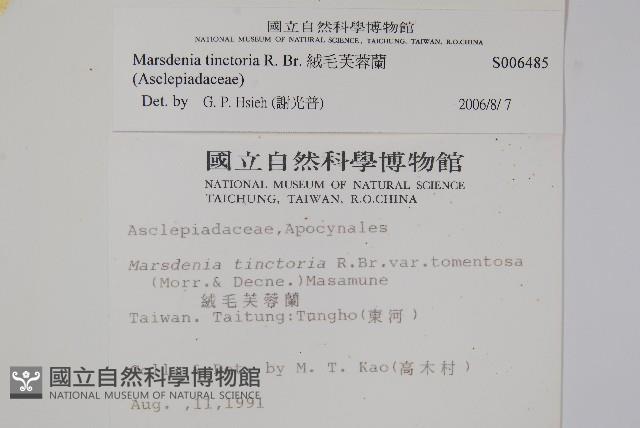 國立自然科學博物館
NATIONAL MUSEUM OF NATURAL SCIENCE, TAICHUNG, TAIWAN, R.O.CHINA
Marsdenia tinctoria R. Br. 絨毛芙蓉蘭 S006485
(Asclepiadaceae)
Det. by G. P. Hsieh (謝光普) 2006/8/ 7
國立自然科學博物館
NATIONAL MUSEUM OF NATURAL SCIENCE
TAICHUNG, TAIWAN, R.O.CHINA
Asclepiadaceae,Apocynales
Marsdenia tinctoria R.Br.var.tomentosa
(Morr.& Decne.)Masamune
絨毛芙蓉蘭
Taiwan. Taitung:Tungho(東河)
by M. T. Kao(高木村)
國立自然科學博物館
NATIONAL MUSEUM OF NATURAL SCIENCE
Aug. ,11,1991